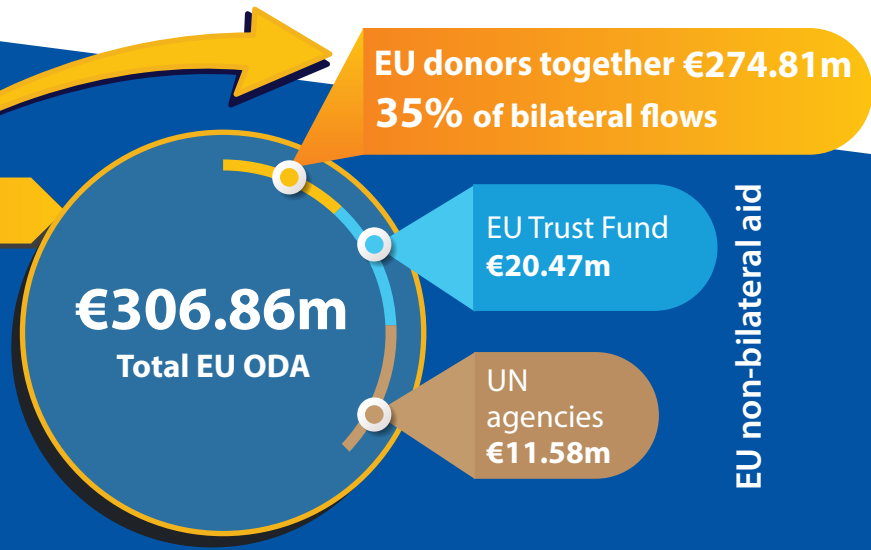 EU donors together €274.81m
35% of bilateral flows
EU Trust Fund
€20.47m
€306.86m
Total EU ODA
UN
agencies
€11.58m
EU non-bilateral aid